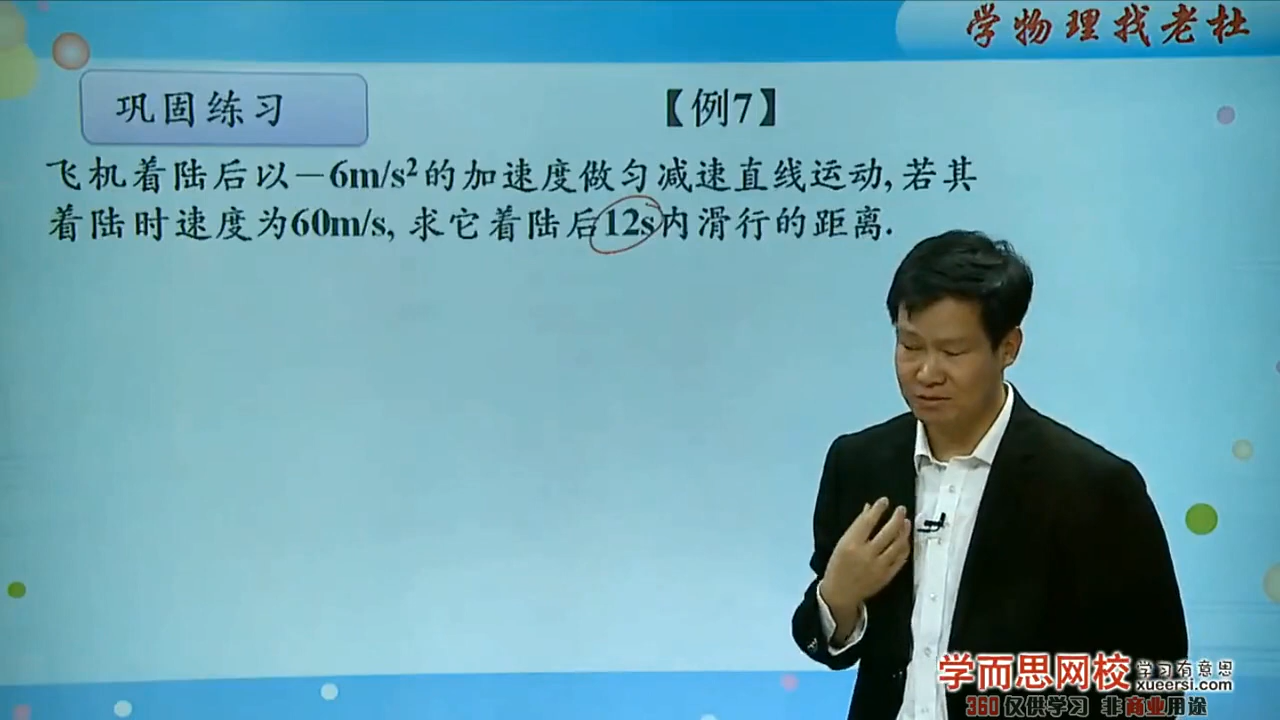 学物理找老杜
巩固练习
【例7】
飞机着陆后以－6m/s²的加速度做匀减速直线运动,若其
着陆时速度为60m/s, 求它着陆后12s内滑行的距离.
学而思网校
学习有意思
xueersi.com
360仅供学习 非商业用途